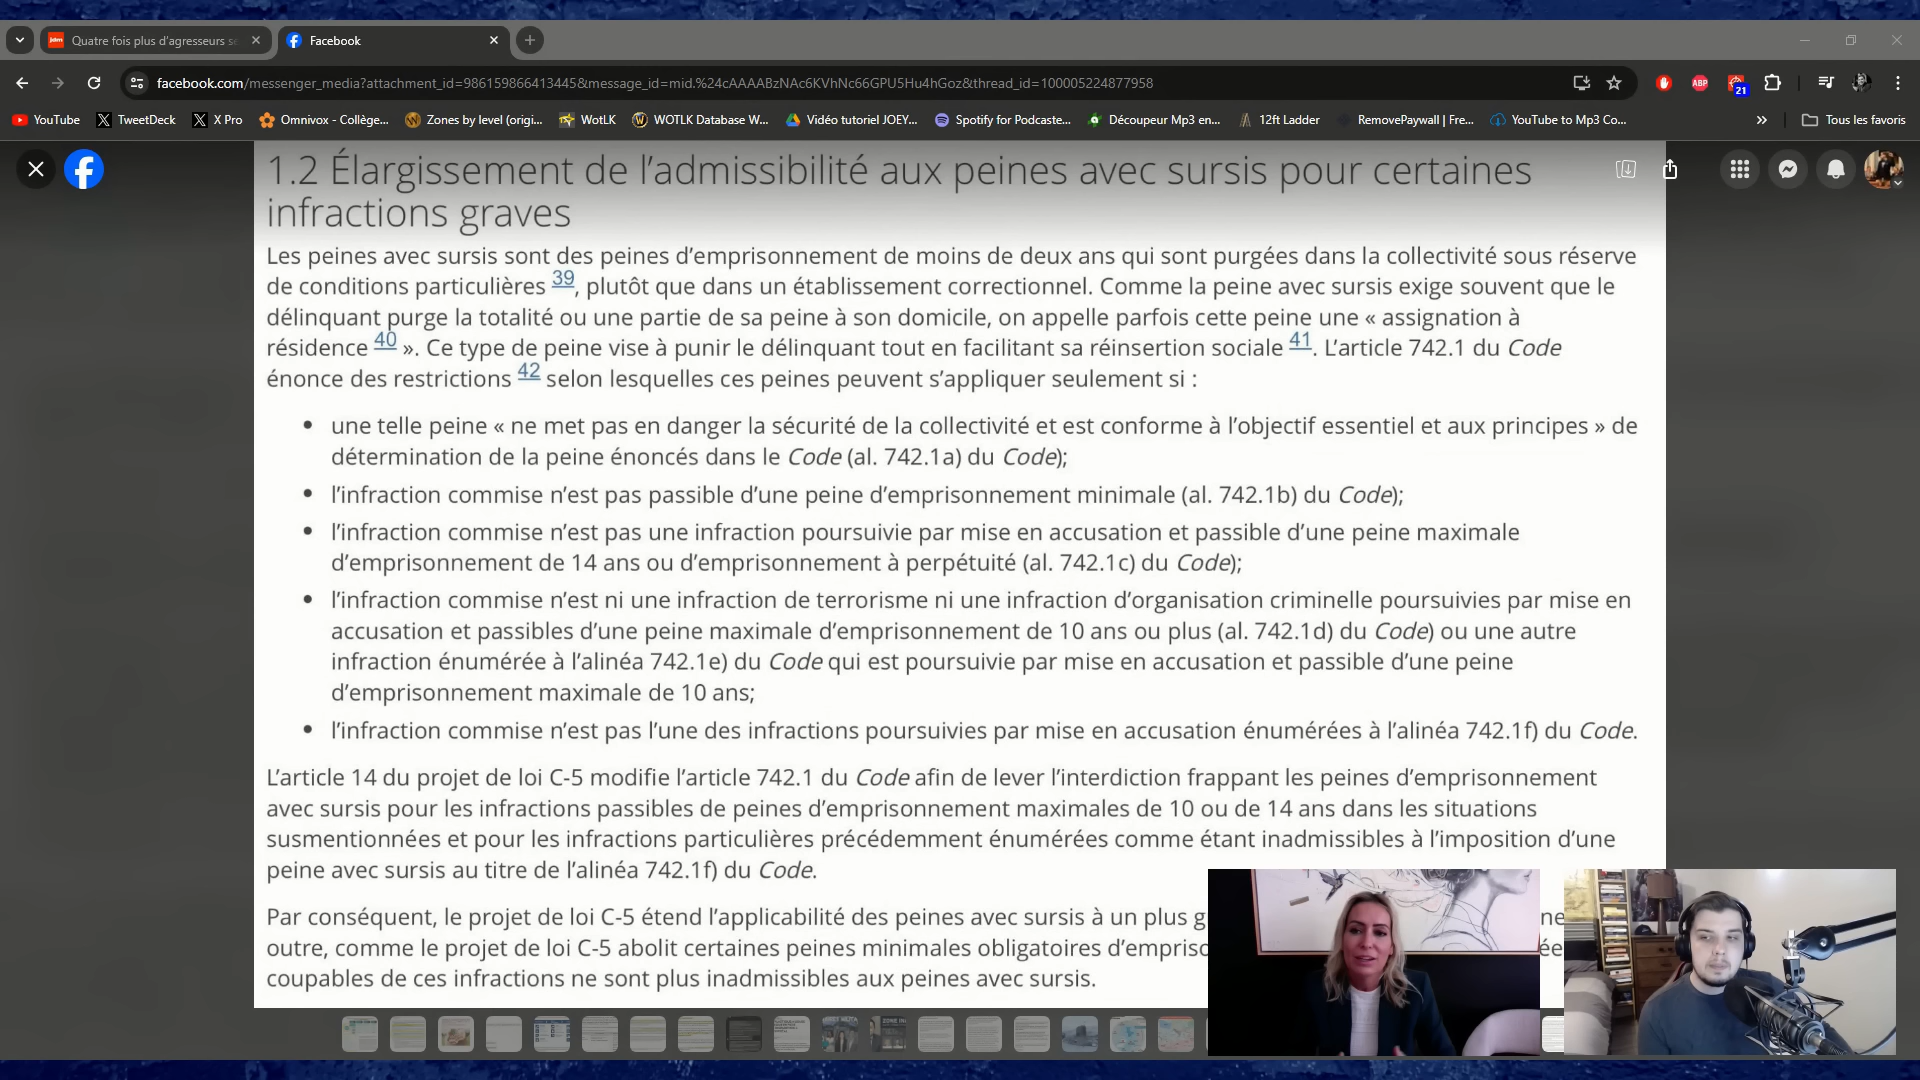 jdm Quatre fois plus d'agresseurs se
Facebook
facebook.com/messenger_media?attachment_id=986159866413445&message_id=mid.%24cAAAABzNAc6KVhNc66GPU5Hu4hGoz&thread_id=100005224877958
ABP
21
YouTube
TweetDeck
X Pro
Omnivox - Collège...
Zones by level (origi...
WotLK
WOTLK Database W...
Vidéo tutoriel JOEY...
Spotify for Podcaste...
Découpeur Mp3 en...
12ft Ladder
RemovePaywall | Fre...
YouTube to Mp3 Co...
Tous les favoris
1.2 Élargissement de l'admissibilité aux peines avec sursis pour certaines
infractions graves
Les peines avec sursis sont des peines d'emprisonnement de moins de deux ans qui sont purgées dans la collectivité sous réserve
de conditions particulières 39, plutôt que dans un établissement correctionnel. Comme la peine avec sursis exige souvent que le
délinquant purge la totalité ou une partie de sa peine à son domicile, on appelle parfois cette peine une « assignation à
résidence 40 ». Ce type de peine vise à punir le délinquant tout en facilitant sa réinsertion sociale 41. L'article 742.1 du Code
énonce des restrictions 42 selon lesquelles ces peines peuvent s'appliquer seulement si :
• une telle peine « ne met pas en danger la sécurité de la collectivité et est conforme à l'objectif essentiel et aux principes » de
détermination de la peine énoncés dans le Code (al. 742.1a) du Code);
• l'infraction commise n'est pas passible d'une peine d'emprisonnement minimale (al. 742.1b) du Code);
• l'infraction commise n'est pas une infraction poursuivie par mise en accusation et passible d'une peine maximale
d'emprisonnement de 14 ans ou d'emprisonnement à perpétuité (al. 742.1c) du Code);
• l'infraction commise n'est ni une infraction de terrorisme ni une infraction d'organisation criminelle poursuivies par mise en
accusation et passibles d'une peine maximale d'emprisonnement de 10 ans ou plus (al. 742.1d) du Code) ou une autre
infraction énumérée à l'alinéa 742.1e) du Code qui est poursuivie par mise en accusation et passible d'une peine
d'emprisonnement maximale de 10 ans;
• l'infraction commise n'est pas l'une des infractions poursuivies par mise en accusation énumérées à l'alinéa 742.1f) du Code.
L'article 14 du projet de loi C-5 modifie l'article 742.1 du Code afin de lever l'interdiction frappant les peines d'emprisonnement
avec sursis pour les infractions passibles de peines d'emprisonnement maximales de 10 ou de 14 ans dans les situations
susmentionnées et pour les infractions particulières précédemment énumérées comme étant inadmissibles à l'imposition d'une
peine avec sursis au titre de l'alinéa 742.1f) du Code.
Par conséquent, le projet de loi C-5 étend l'applicabilité des peines avec sursis à un plus g
outre, comme le projet de loi C-5 abolit certaines peines minimales obligatoires d'empriso
coupables de ces infractions ne sont plus inadmissibles aux peines avec sursis.